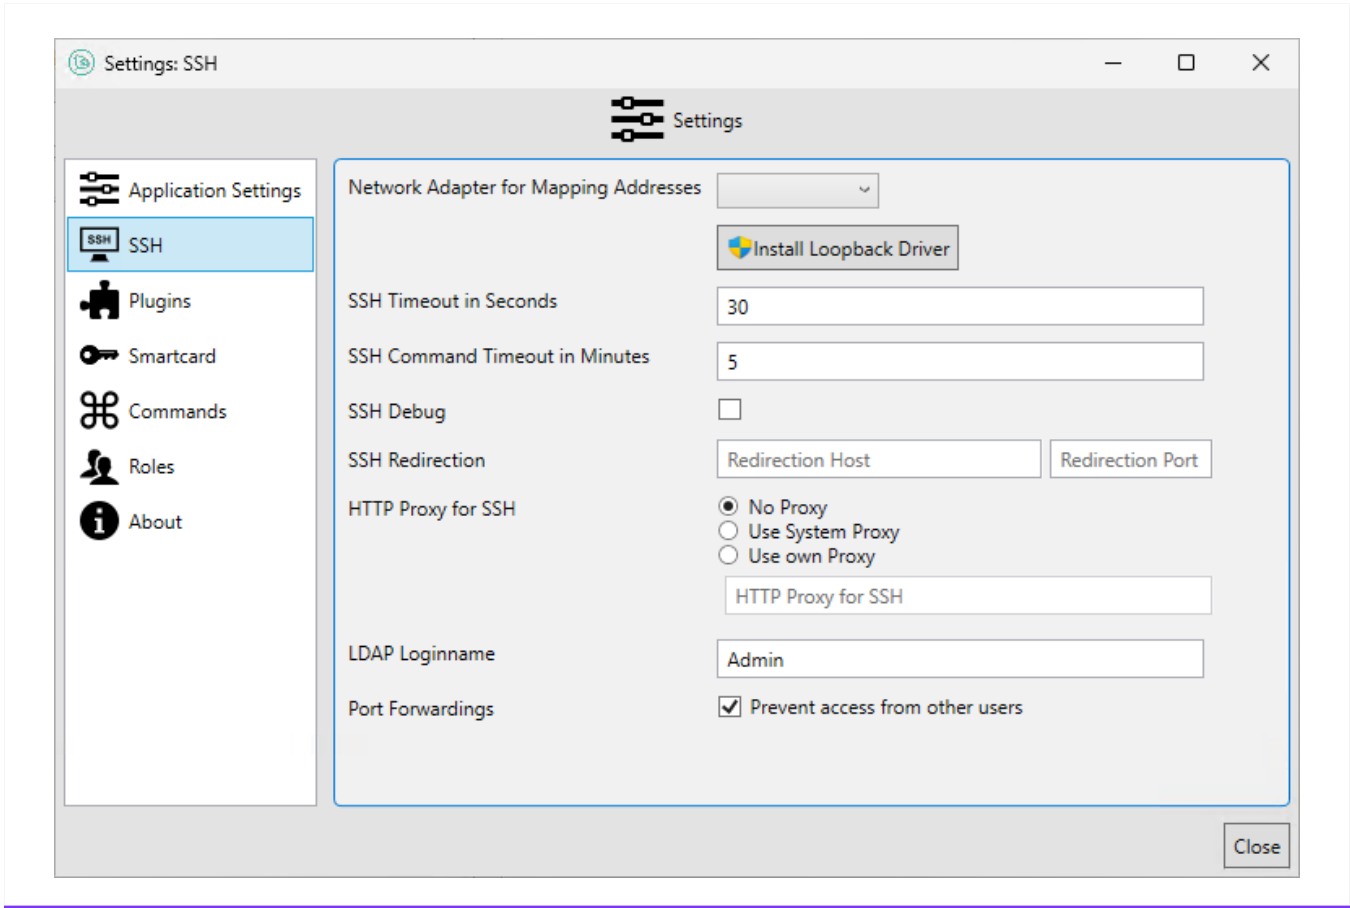 Settings: SSH
Settings
Application Settings
SSH
SSH
Plugins
Smartcard
Commands
Roles
About
Network Adapter for Mapping Addresses
Install Loopback Driver
SSH Timeout in Seconds
30
SSH Command Timeout in Minutes
5
SSH Debug
SSH Redirection
Redirection Host
Redirection Port
HTTP Proxy for SSH
No Proxy
Use System Proxy
Use own Proxy
HTTP Proxy for SSH
LDAP Loginname
Admin
Port Forwardings
Prevent access from other users
Close